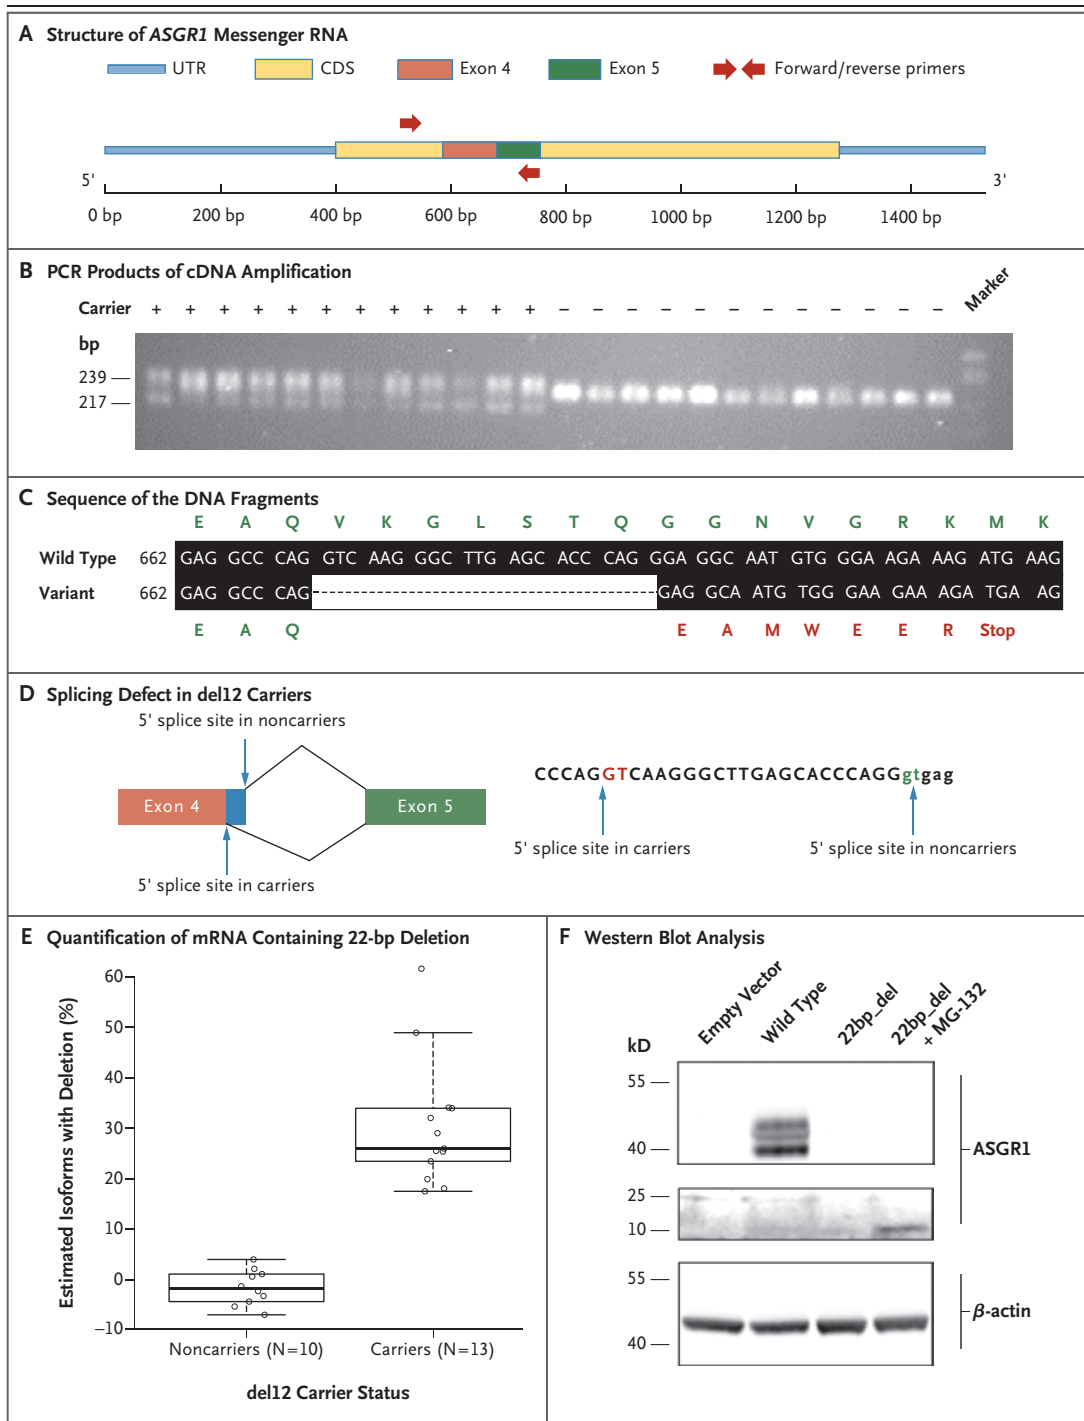 A Structure of ASGR1 Messenger RNA
UTR CDS Exon 4 Exon 5 Forward/reverse primers
5' 3'
0 bp 200 bp 400 bp 600 bp 800 bp 1000 bp 1200 bp 1400 bp
B PCR Products of cDNA Amplification
Marker
Carrier + + + + + + + + + + + + – – – – – – – – – – – –
bp
239
217
C Sequence of the DNA Fragments
E A Q V K G L S T Q G G N V G R K M K
Wild Type 662 GAG GCC CAG GTC AAG GGC TTG AGC ACC CAG GGA GGC AAT GTG GGA AGA AAG ATG AAG
Variant 662 GAG GCC CAG ---------------------- GAG GCA ATG TGG GAA GAA AGA TGA AG
E A Q E A M W E E R Stop
D Splicing Defect in del12 Carriers
5' splice site in noncarriers
Exon 4 Exon 5
5' splice site in carriers
CCCAGGTCAAGGGCTTGAGCACCCAGGgtgag
5' splice site in carriers 5' splice site in noncarriers
E Quantification of mRNA Containing 22-bp Deletion
Estimated Isoforms with Deletion (%)
60
50
40
30
20
10
0
–10
Noncarriers (N=10) Carriers (N=13)
del12 Carrier Status
F Western Blot Analysis
Empty Vector
Wild Type
22bp_del
22bp_del
+ MG-132
kD
55
40
25
10
ASGR1
55
40
β-actin